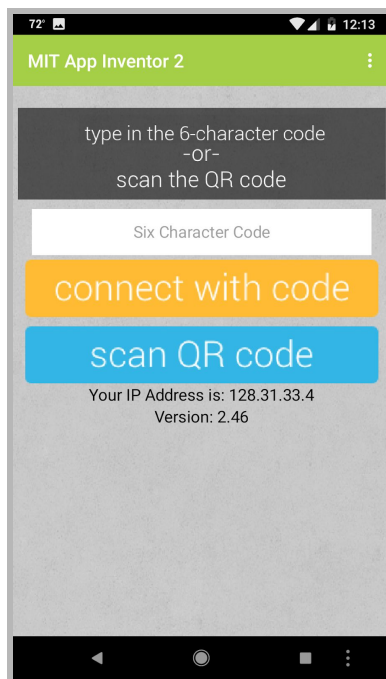 72°
12:13
MIT App Inventor 2
type in the 6-character code
-or-
scan the QR code
Six Character Code
connect with code
scan QR code
Your IP Address is: 128.31.33.4
Version: 2.46